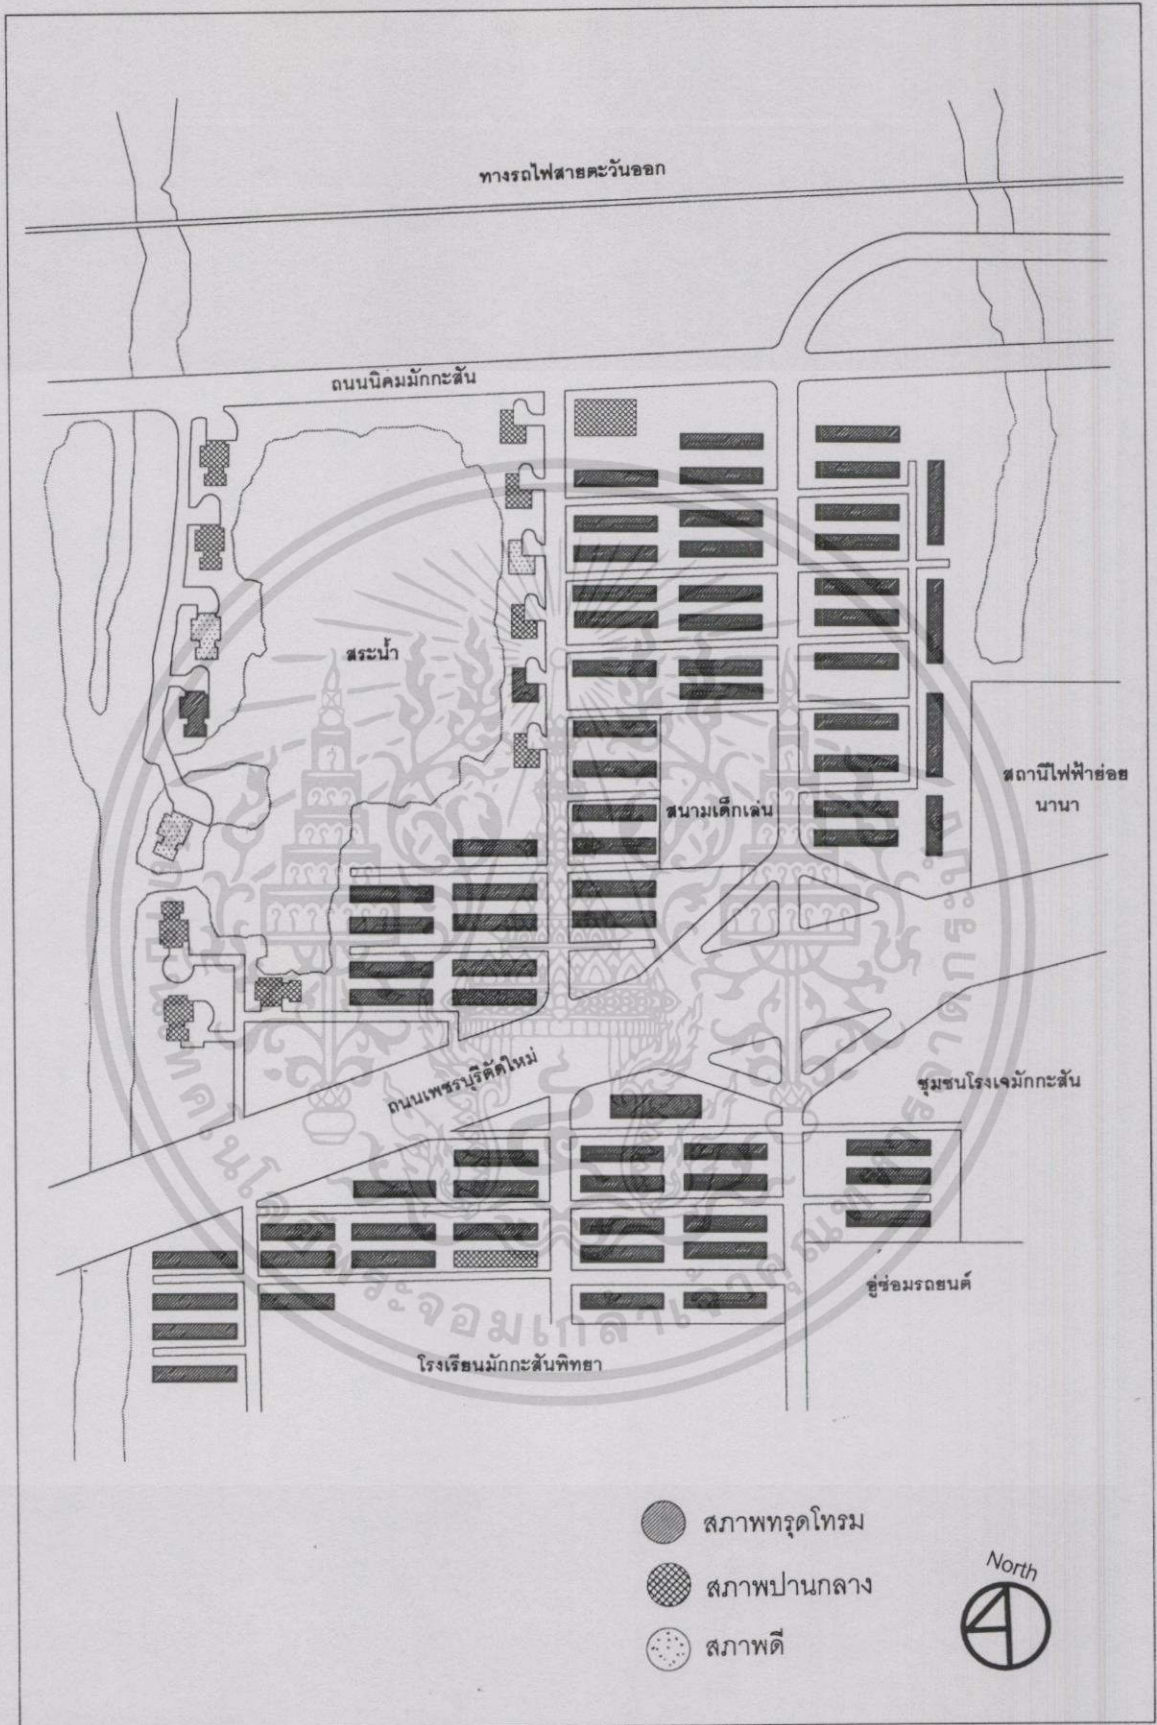 ทางรถไฟสายตะวันออก
ถนนนิคมมักกะสัน
สระน้ำ
สถานีไฟฟ้าย่อย
นานา
สนามเด็กเล่น
ถนนเพชรบุรีตัดใหม่
ชุมชนโรงเจมักกะสัน
อู่ซ่อมรถยนต์
โรงเรียนมักกะสันพิทยา
สภาพทรุดโทรม
สภาพปานกลาง
สภาพดี
North